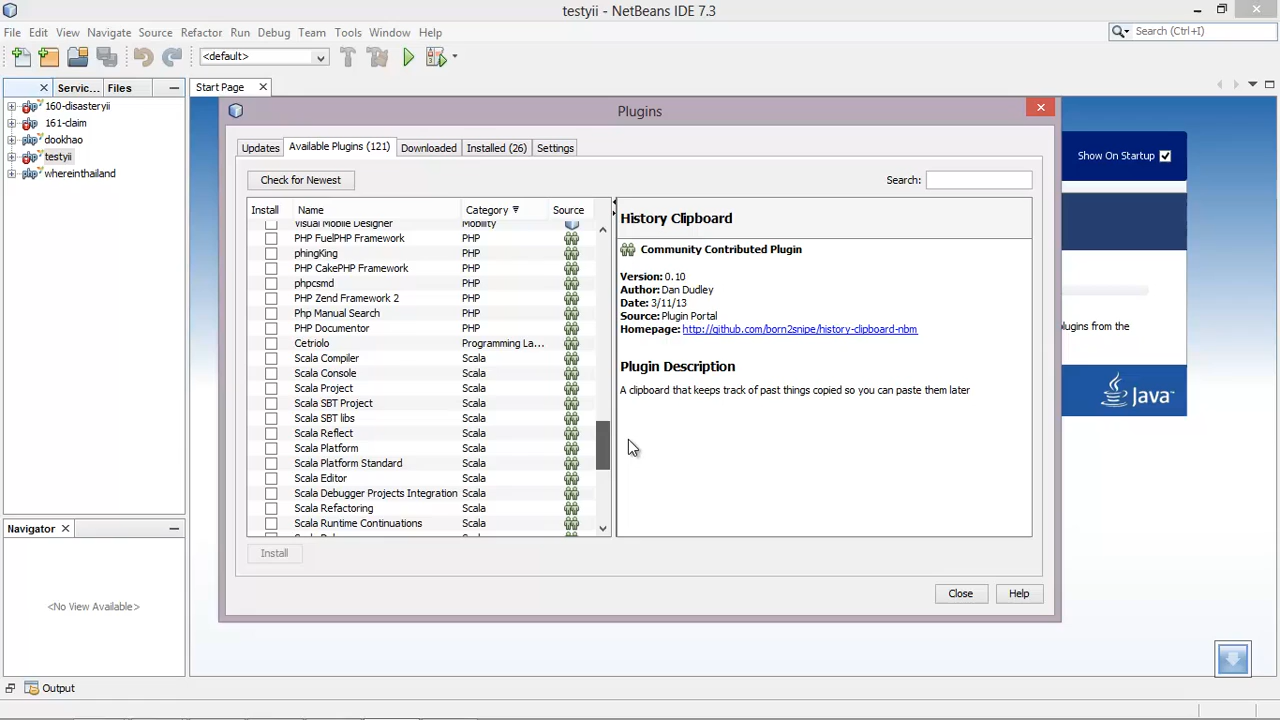 testyii - NetBeans IDE 7.3
File Edit View Navigate Source Refactor Run Debug Team Tools Window Help
Search (Ctrl+I)
<default>
Servic... Files
Start Page
160-disasteryii
161-claim
dookhao
testyii
whereinthailand
Show On Startup
plugins from the
Java
Plugins
Updates Available Plugins (121) Downloaded Installed (26) Settings
Check for Newest
Search:
Install Name Category Source
Visual Mobile Designer Mobility
PHP FuelPHP Framework PHP
phingKing PHP
PHP CakePHP Framework PHP
phpcsmd PHP
PHP Zend Framework 2 PHP
Php Manual Search PHP
PHP Documentor PHP
Cetriolo Programming La...
Scala Compiler Scala
Scala Console Scala
Scala Project Scala
Scala SBT Project Scala
Scala SBT libs Scala
Scala Reflect Scala
Scala Platform Scala
Scala Platform Standard Scala
Scala Editor Scala
Scala Debugger Projects Integration Scala
Scala Refactoring Scala
Scala Runtime Continuations Scala
History Clipboard
Community Contributed Plugin
Version: 0.10
Author: Dan Dudley
Date: 3/11/13
Source: Plugin Portal
Homepage: http://github.com/born2snipe/history-clipboard-nbm
Plugin Description
A clipboard that keeps track of past things copied so you can paste them later
Install
Close Help
Navigator
<No View Available>
Output